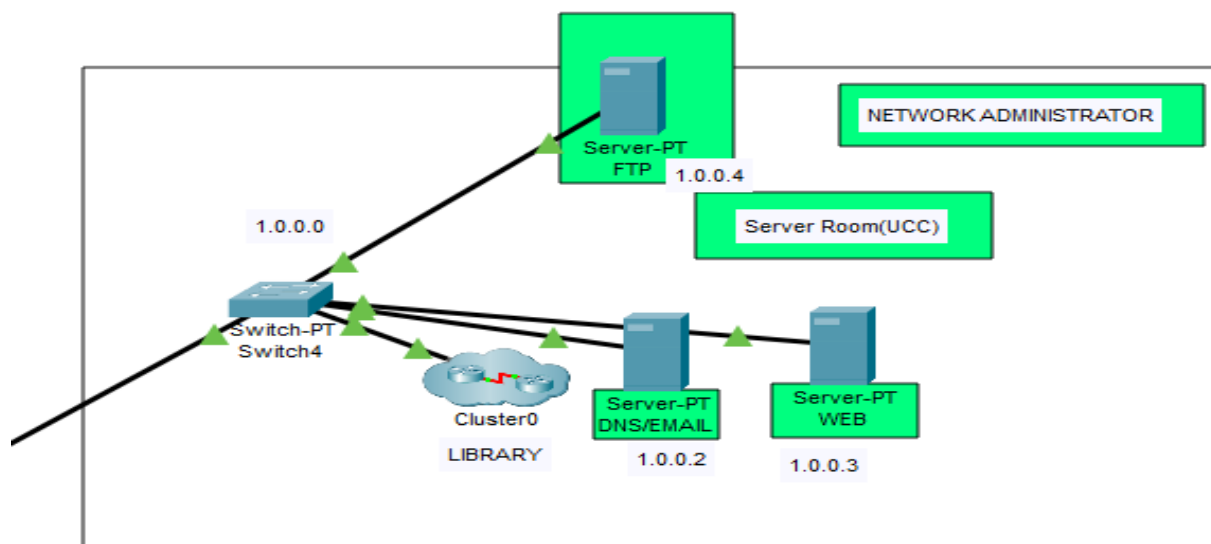 NETWORK ADMINISTRATOR
Server-PT
FTP
1.0.0.4
1.0.0.0
Server Room(UCC)
Switch-PT
Switch4
Cluster0
LIBRARY
Server-PT
DNS/EMAIL
1.0.0.2
Server-PT
WEB
1.0.0.3